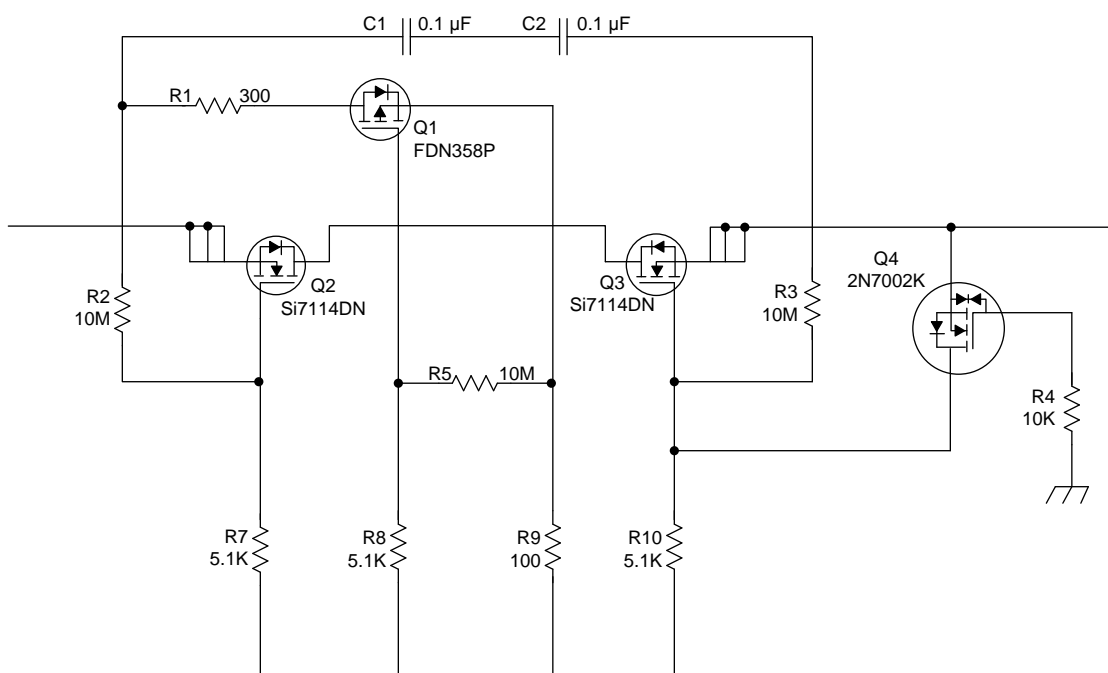 C1 0.1 µF C2 0.1 µF
R1 300
Q1
FDN358P
Q2
Si7114DN
Q3
Si7114DN
Q4
2N7002K
R2
10M
R3
10M
R5 10M
R4
10K
R7
5.1K
R8
5.1K
R9
100
R10
5.1K